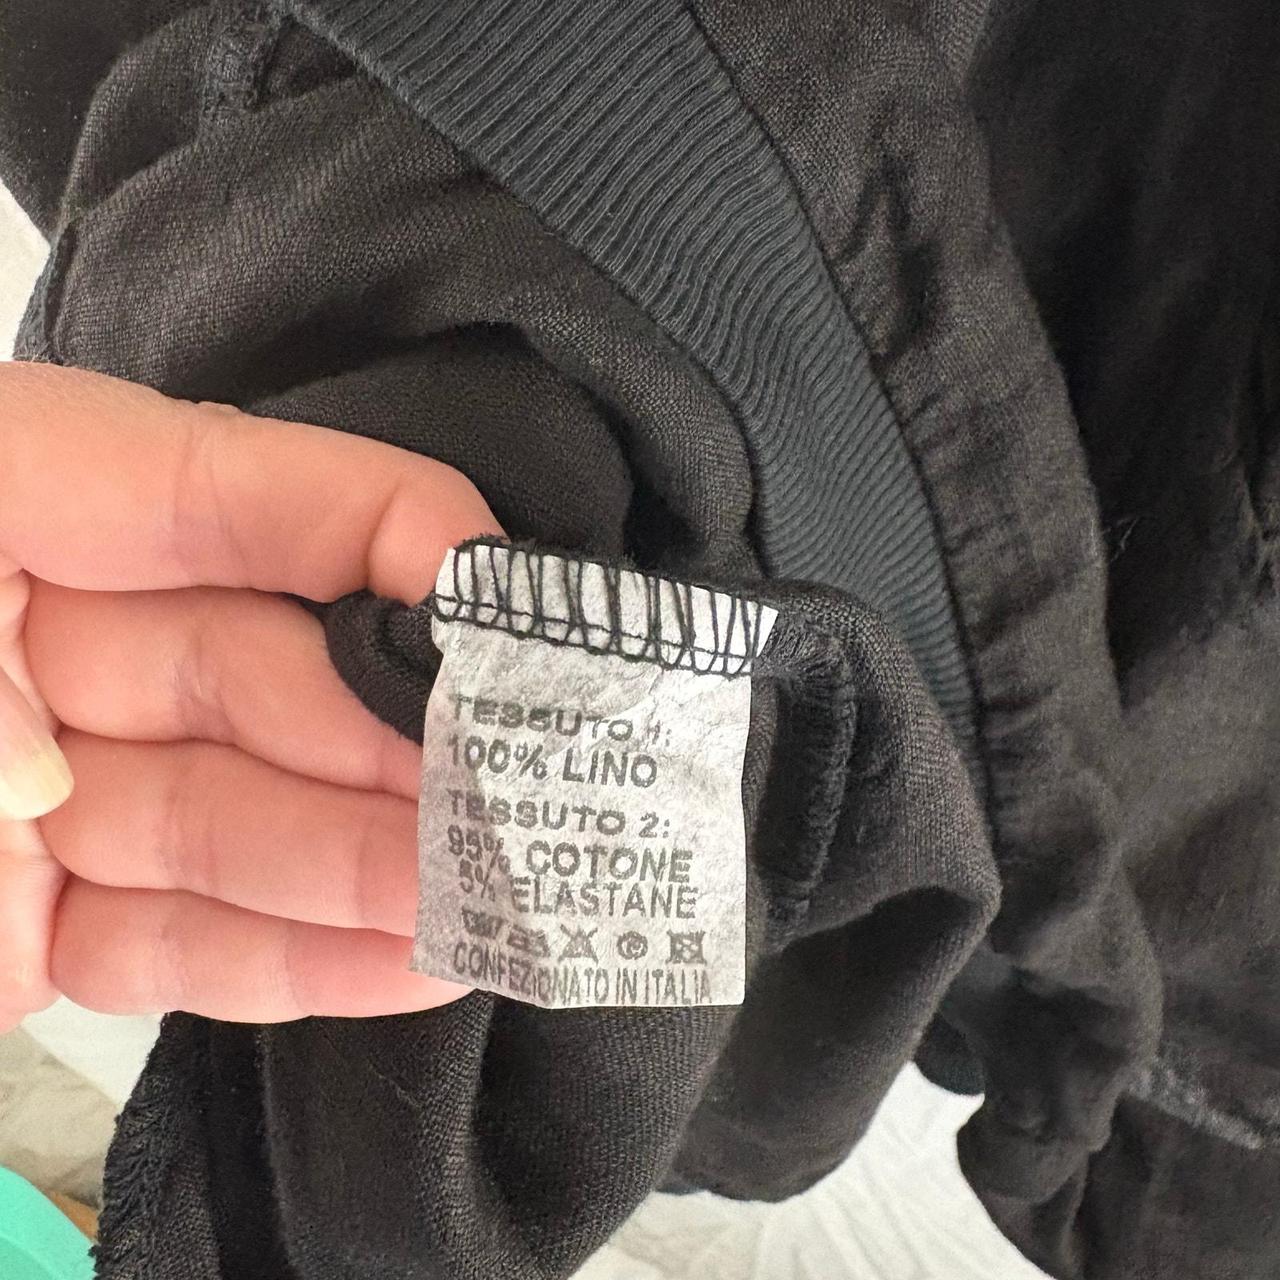 TESSUTO 1:
100% LINO
TESSUTO 2:
95% COTONE
5% ELASTANE
CONFEZIONATO IN ITALIA